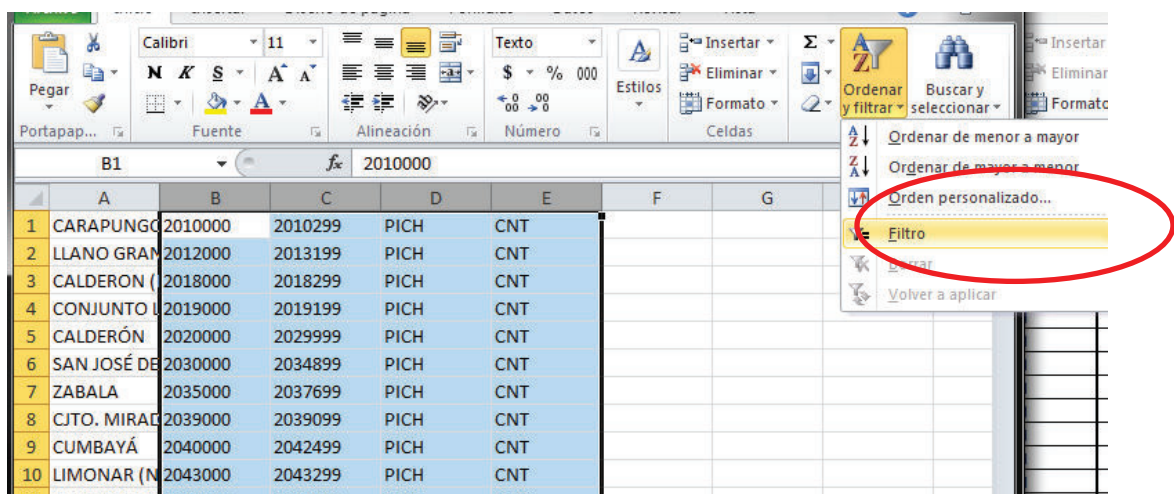 Calibri 11 Texto Insertar Σ Insertar
N K S A A $ % 000 Eliminar Eliminar
Pegar Estilos Ordenar y filtrar Buscar y seleccionar
A Formato Formato
Portapap... Fuente Alineación Número Celdas
Ordenar de menor a mayor
Ordenar de mayor a menor
Orden personalizado...
Filtro
Borrar
Volver a aplicar
B1 fx 2010000
A B C D E F G
1 CARAPUNGO 2010000 2010299 PICH CNT
2 LLANO GRAN 2012000 2013199 PICH CNT
3 CALDERON ( 2018000 2018299 PICH CNT
4 CONJUNTO L 2019000 2019199 PICH CNT
5 CALDERÓN 2020000 2029999 PICH CNT
6 SAN JOSÉ DE 2030000 2034899 PICH CNT
7 ZABALA 2035000 2037699 PICH CNT
8 CJTO. MIRAD 2039000 2039099 PICH CNT
9 CUMBAYÁ 2040000 2042499 PICH CNT
10 LIMONAR (N 2043000 2043299 PICH CNT